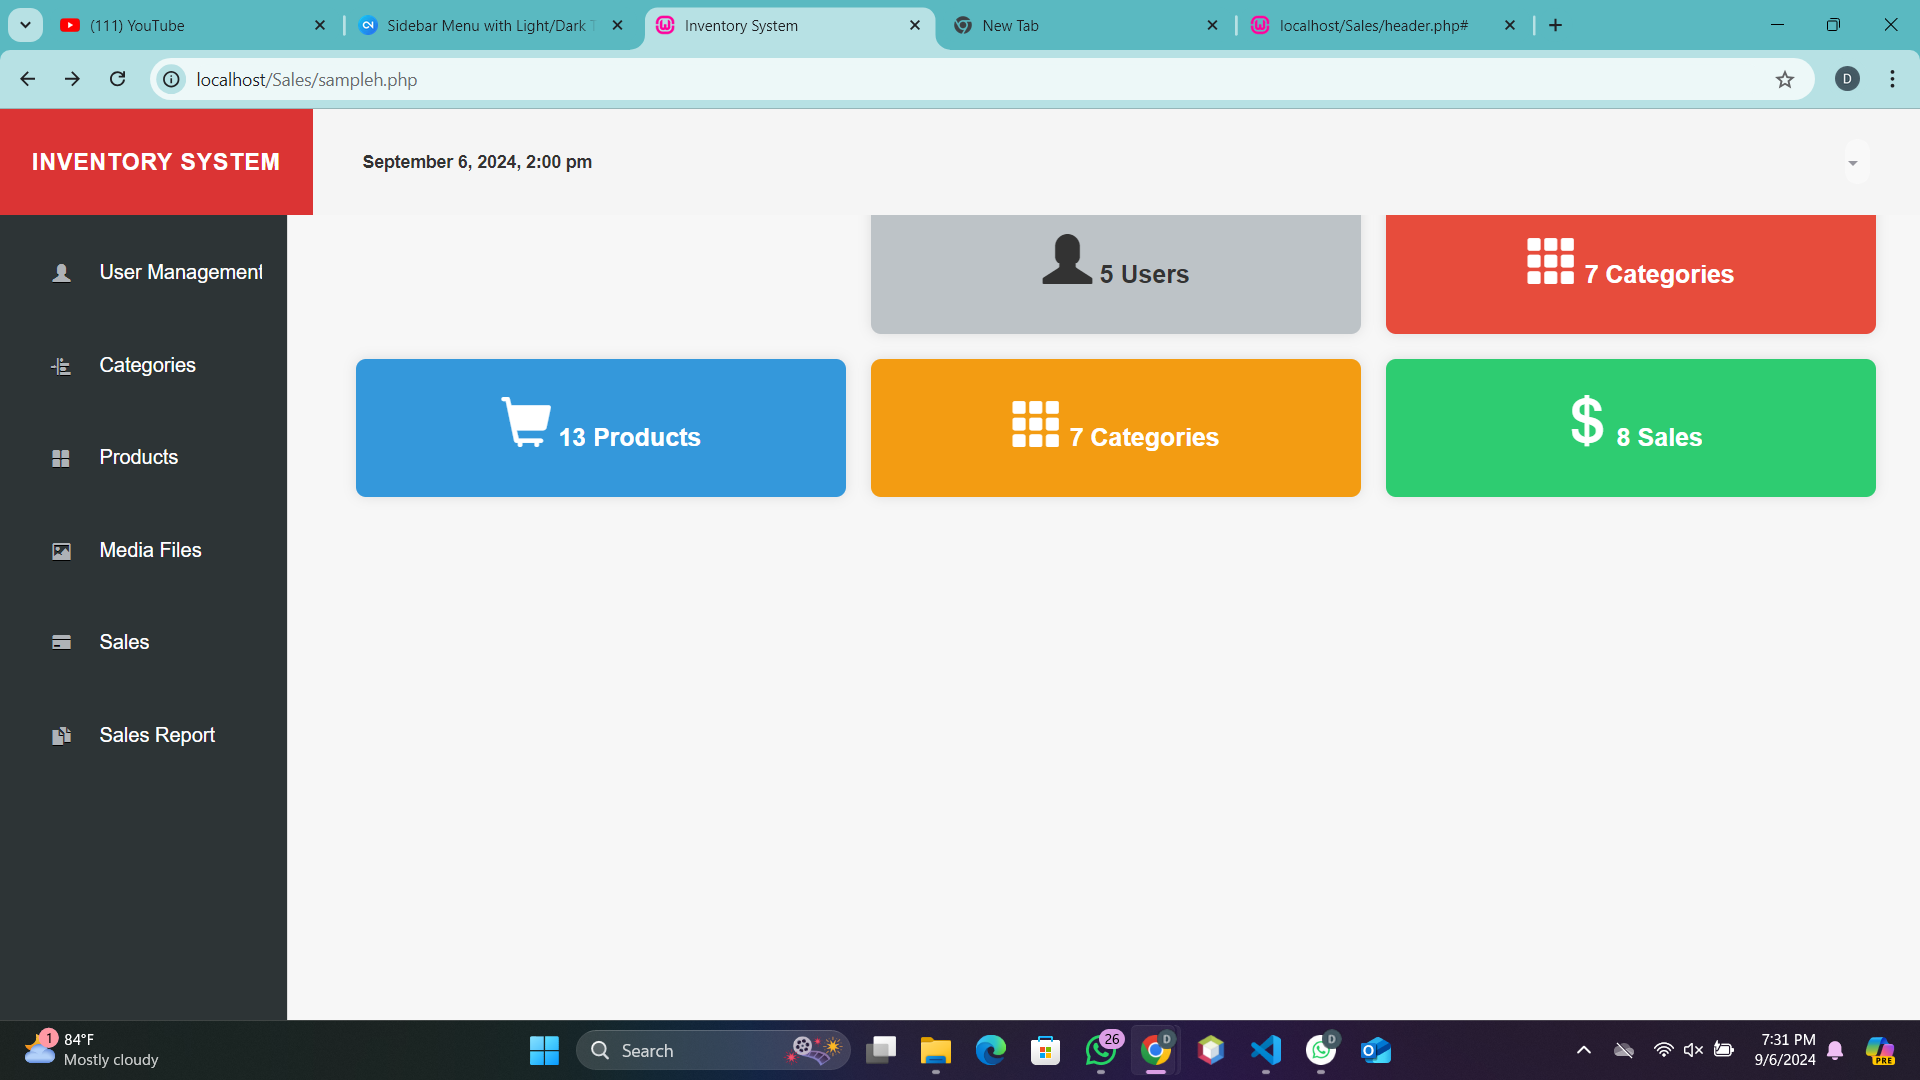 (111) YouTube
Sidebar Menu with Light/Dark
Inventory System
New Tab
localhost/Sales/header.php#
localhost/Sales/sampleh.php
D
INVENTORY SYSTEM
September 6, 2024, 2:00 pm
User Management
Categories
Products
Media Files
Sales
Sales Report
5 Users
7 Categories
13 Products
7 Categories
$ 8 Sales
1
84°F
Mostly cloudy
Search
26
D
D
7:31 PM
9/6/2024
PRE